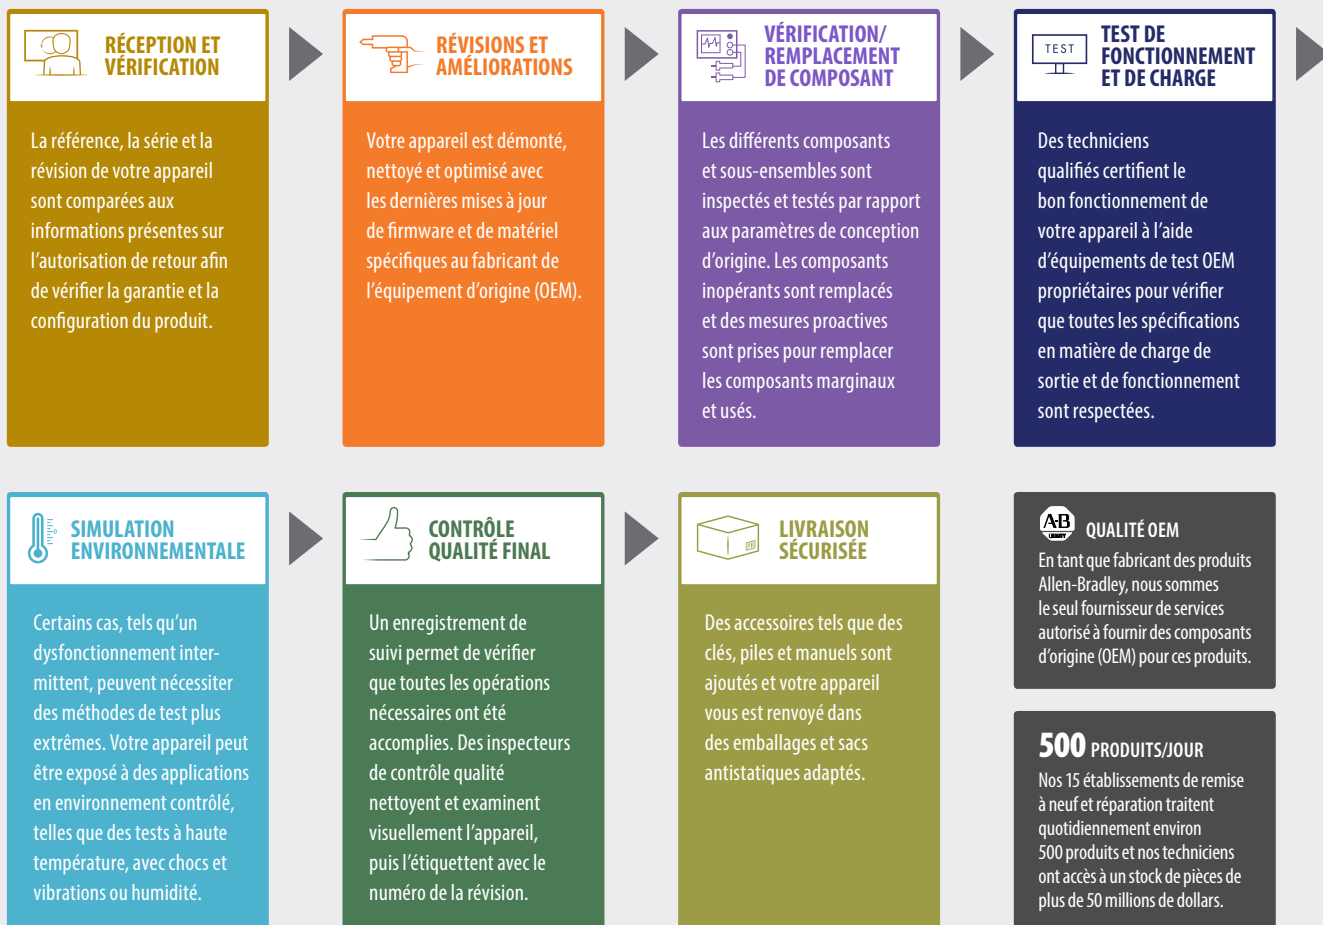 RÉCEPTION ET
VÉRIFICATION
La référence, la série et la
révision de votre appareil
sont comparées aux
informations présentes sur
l’autorisation de retour afin
de vérifier la garantie et la
configuration du produit.
RÉVISIONS ET
AMÉLIORATIONS
Votre appareil est démonté,
nettoyé et optimisé avec
les dernières mises à jour
de firmware et de matériel
spécifiques au fabricant de
l’équipement d’origine (OEM).
VÉRIFICATION/
REMPLACEMENT
DE COMPOSANT
Les différents composants
et sous-ensembles sont
inspectés et testés par rapport
aux paramètres de conception
d’origine. Les composants
inopérants sont remplacés
et des mesures proactives
sont prises pour remplacer
les composants marginaux
et usés.
TEST
TEST DE
FONCTIONNEMENT
ET DE CHARGE
Des techniciens
qualifiés certifient le
bon fonctionnement de
votre appareil à l’aide
d’équipements de test OEM
propriétaires pour vérifier
que toutes les spécifications
en matière de charge de
sortie et de fonctionnement
sont respectées.
SIMULATION
ENVIRONNEMENTALE
Certains cas, tels qu’un
dysfonctionnement inter-
mittent, peuvent nécessiter
des méthodes de test plus
extrêmes. Votre appareil peut
être exposé à des applications
en environnement contrôlé,
telles que des tests à haute
température, avec chocs et
vibrations ou humidité.
CONTRÔLE
QUALITÉ FINAL
Un enregistrement de
suivi permet de vérifier
que toutes les opérations
nécessaires ont été
accomplies. Des inspecteurs
de contrôle qualité
nettoyent et examinent
visuellement l’appareil,
puis l’étiquettent avec le
numéro de la révision.
LIVRAISON
SÉCURISÉE
Des accessoires tels que des
clés, piles et manuels sont
ajoutés et votre appareil
vous est renvoyé dans
des emballages et sacs
antistatiques adaptés.
A-B
QUALITY
QUALITÉ OEM
En tant que fabricant des produits
Allen-Bradley, nous sommes
le seul fournisseur de services
autorisé à fournir des composants
d’origine (OEM) pour ces produits.
500 PRODUITS/JOUR
Nos 15 établissements de remise
à neuf et réparation traitent
quotidiennement environ
500 produits et nos techniciens
ont accès à un stock de pièces de
plus de 50 millions de dollars.